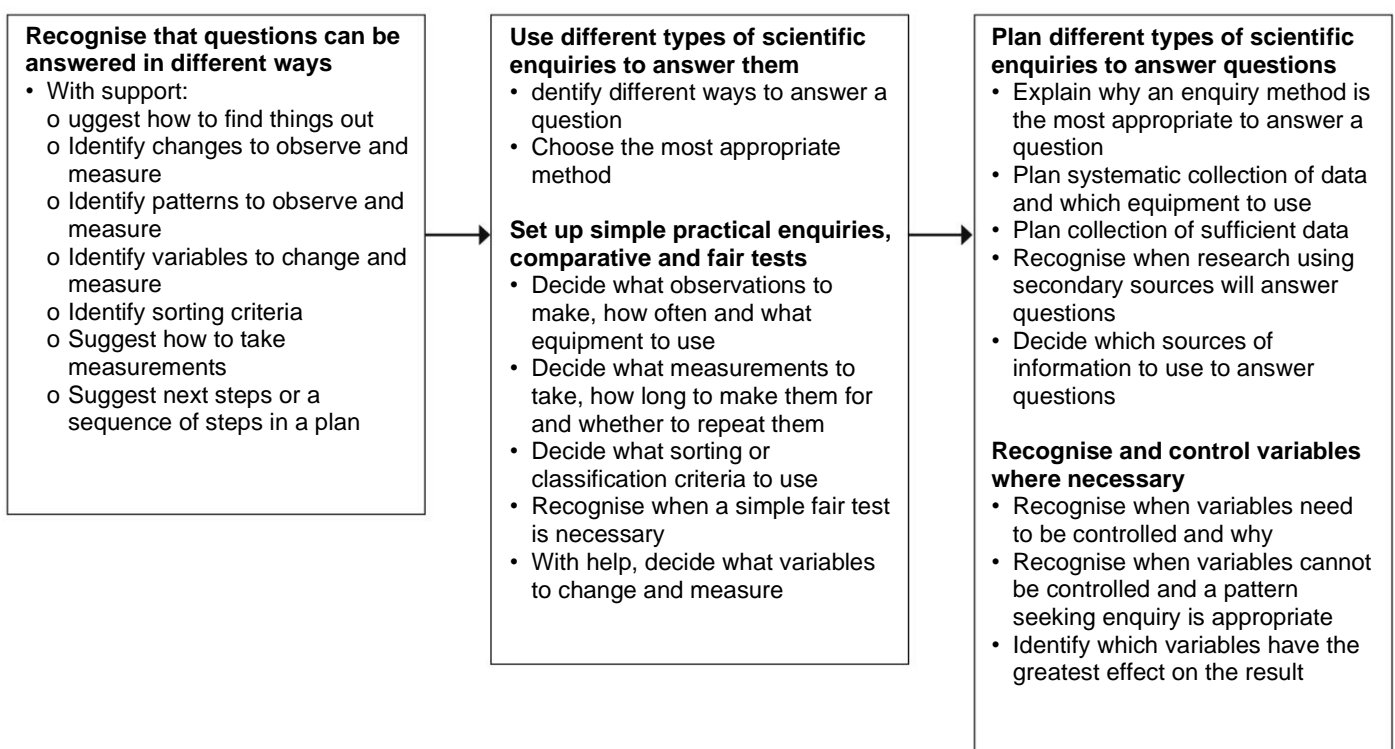 Recognise that questions can be
answered in different ways
• With support:
o uggest how to find things out
o Identify changes to observe and
measure
o Identify patterns to observe and
measure
o Identify variables to change and
measure
o Identify sorting criteria
o Suggest how to take
measurements
o Suggest next steps or a
sequence of steps in a plan
Use different types of scientific
enquiries to answer them
• dentify different ways to answer a
question
• Choose the most appropriate
method
Set up simple practical enquiries,
comparative and fair tests
• Decide what observations to
make, how often and what
equipment to use
• Decide what measurements to
take, how long to make them for
and whether to repeat them
• Decide what sorting or
classification criteria to use
• Recognise when a simple fair test
is necessary
• With help, decide what variables
to change and measure
Plan different types of scientific
enquiries to answer questions
• Explain why an enquiry method is
the most appropriate to answer a
question
• Plan systematic collection of data
and which equipment to use
• Plan collection of sufficient data
• Recognise when research using
secondary sources will answer
questions
• Decide which sources of
information to use to answer
questions
Recognise and control variables
where necessary
• Recognise when variables need
to be controlled and why
• Recognise when variables cannot
be controlled and a pattern
seeking enquiry is appropriate
• Identify which variables have the
greatest effect on the result